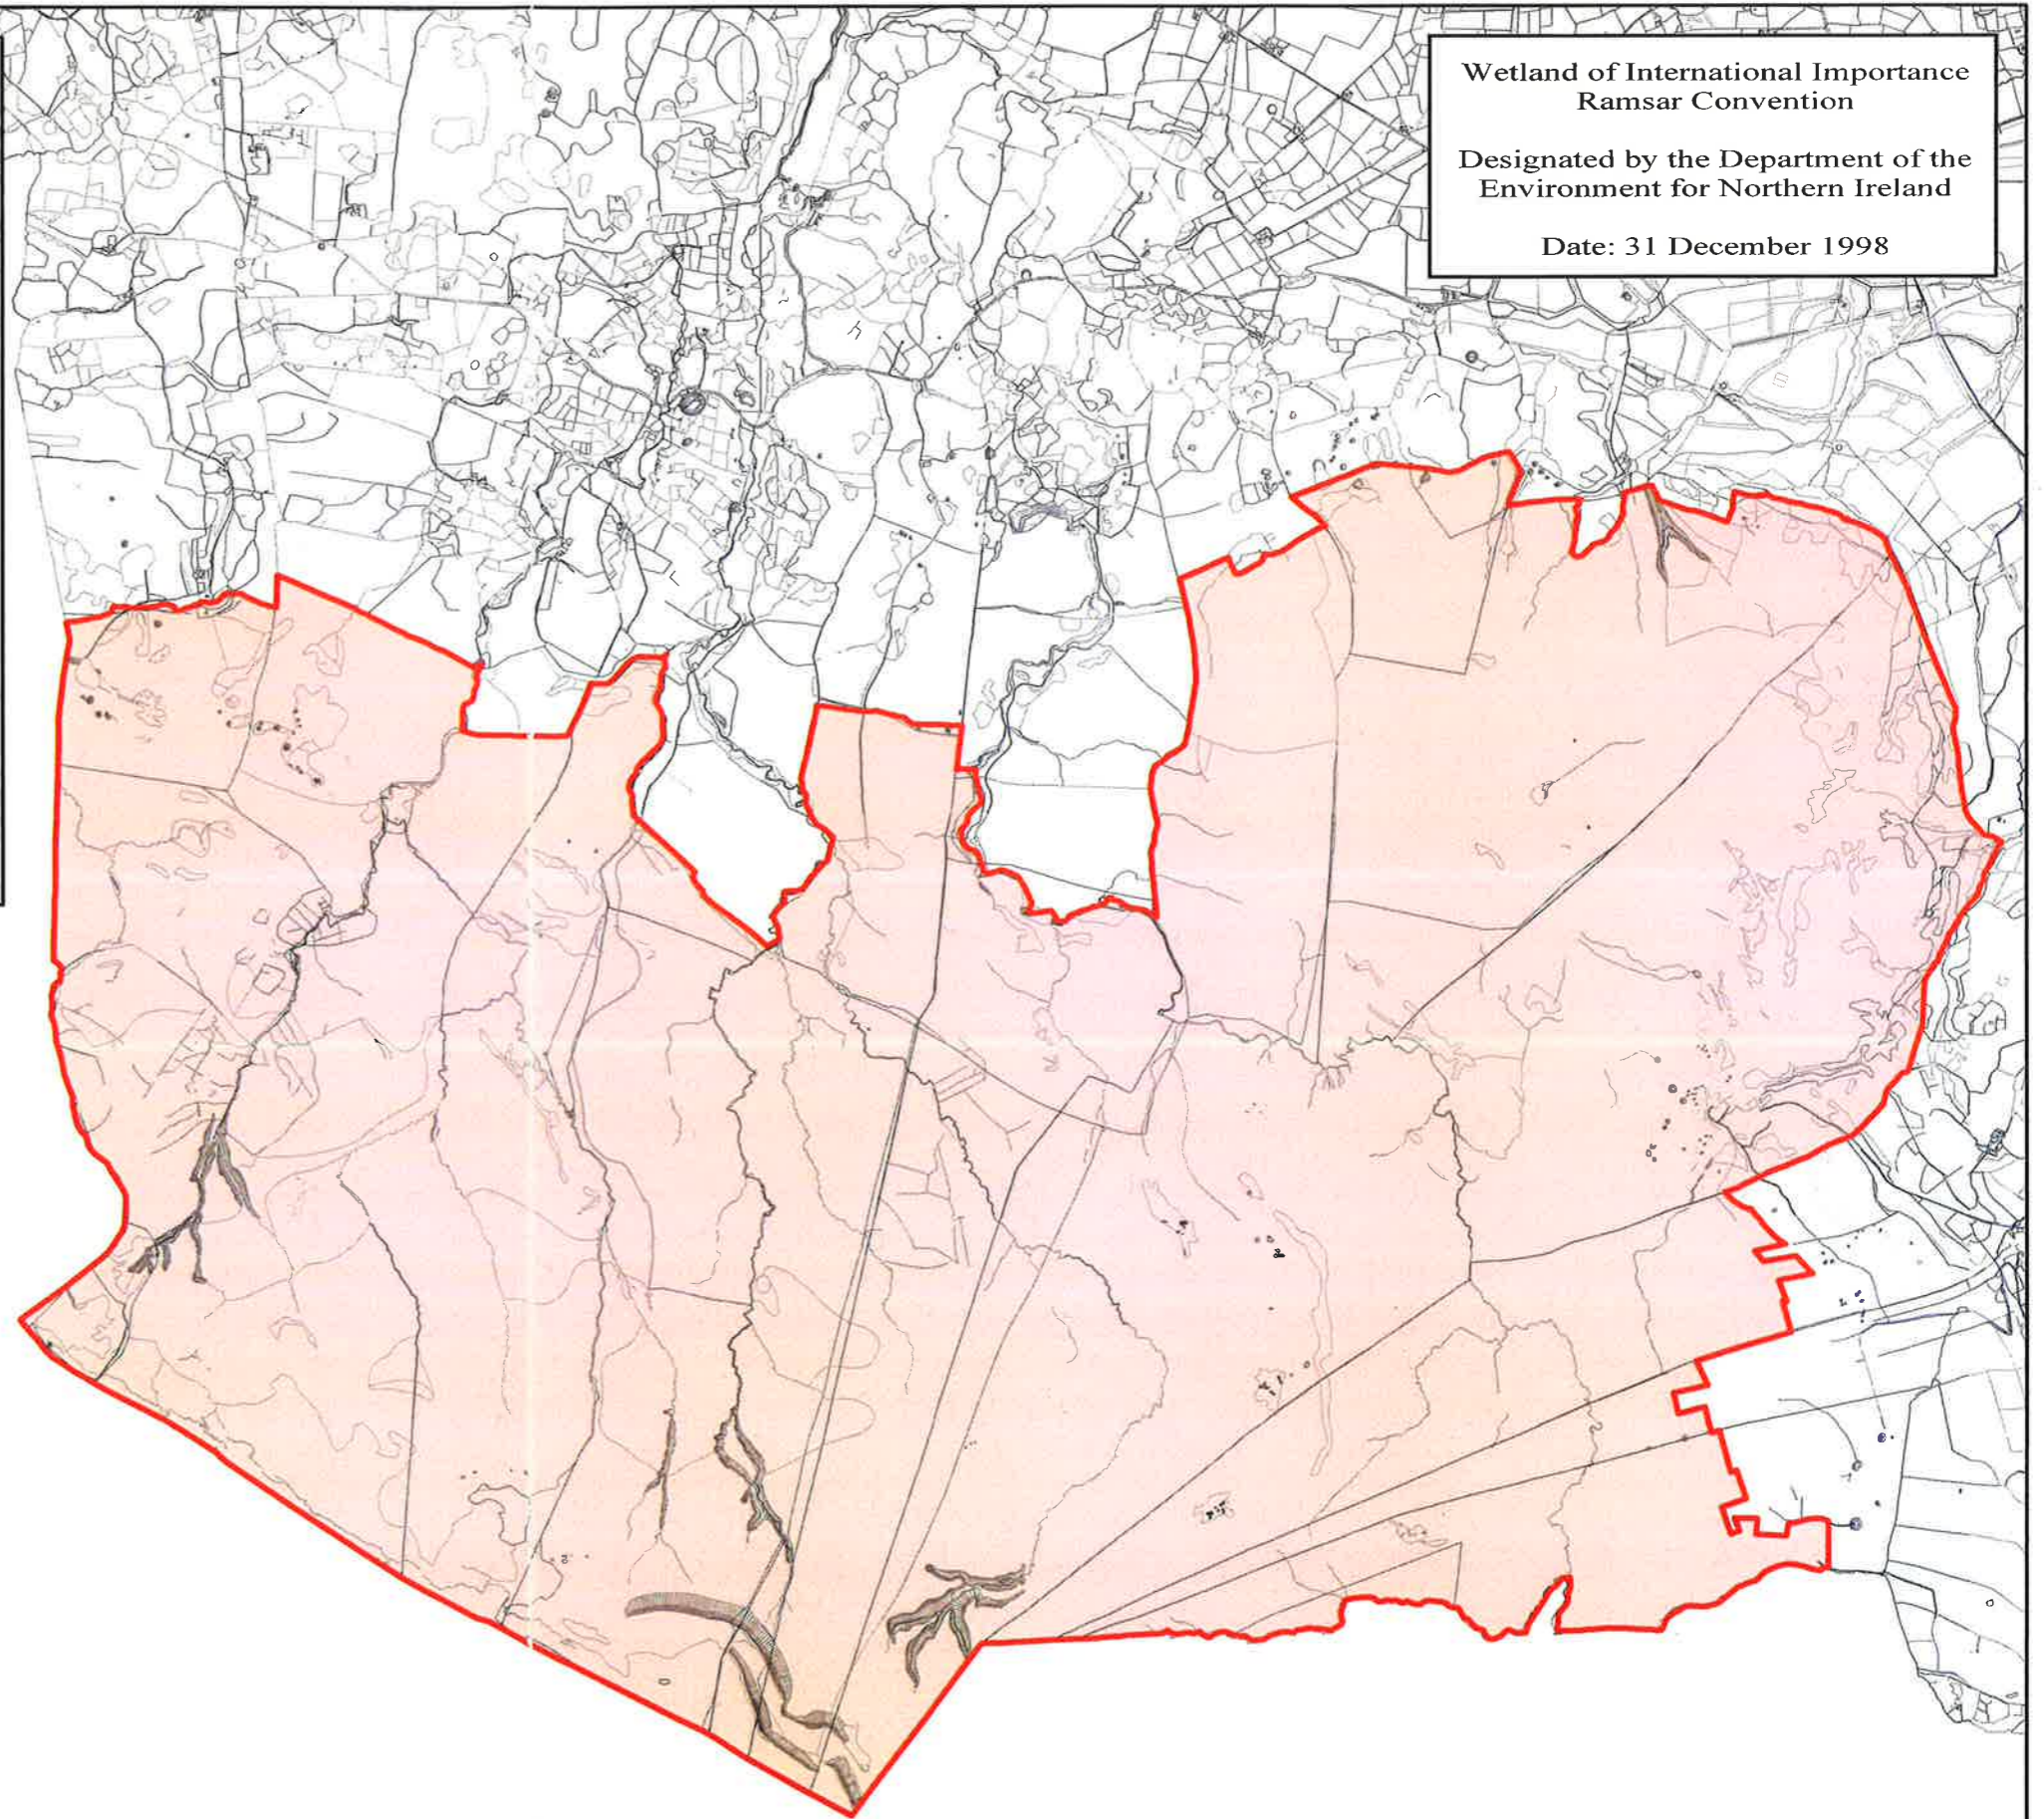 Wetland of International Importance
Ramsar Convention
Designated by the Department of the
Environment for Northern Ireland
Date: 31 December 1998